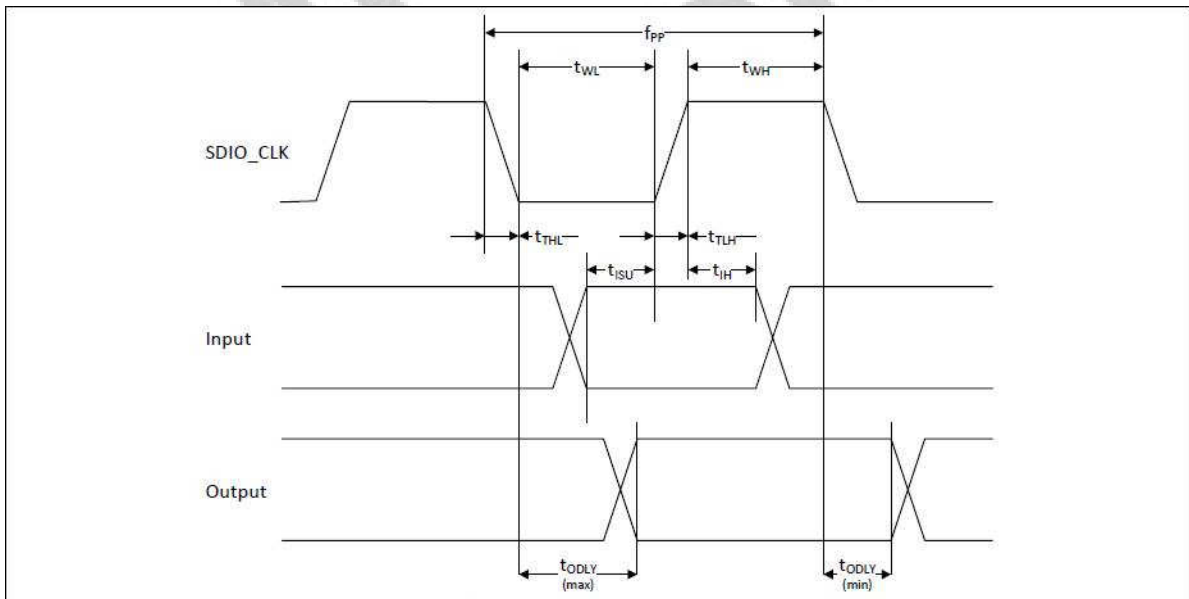 fPP
tWL
tWH
SDIO_CLK
tTHL
tTLH
tISU
tIH
Input
Output
tODLY
(max)
tODLY
(min)